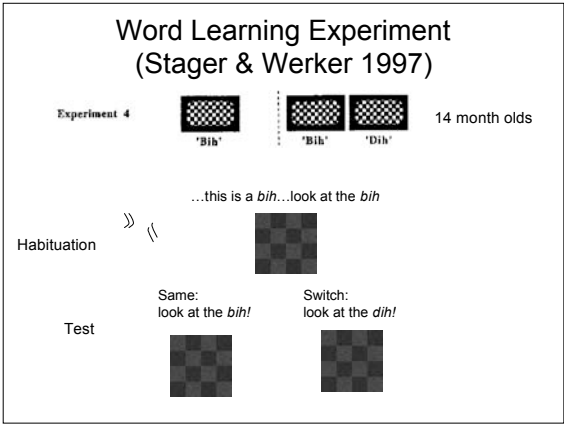 Word Learning Experiment
(Stager & Werker 1997)
Experiment 4
'Bih'
'Bih'
'Dih'
14 month olds
…this is a bih…look at the bih
Habituation
Same:
look at the bih!
Switch:
look at the dih!
Test